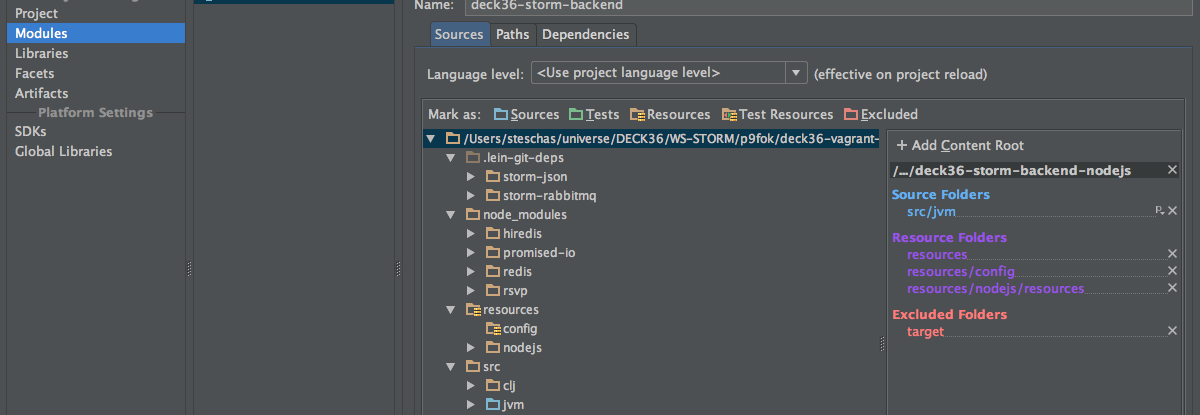 Project
Modules
Libraries
Facets
Artifacts
Platform Settings
SDKs
Global Libraries
Name: deck36-storm-backend
Sources Paths Dependencies
Language level: <Use project language level> (effective on project reload)
Mark as: Sources Tests Resources Test Resources Excluded
/Users/steschas/universe/DECK36/WS-STORM/p9fok/deck36-vagrant-
.lein-git-deps
storm-json
storm-rabbitmq
node_modules
hiredis
promised-io
redis
rsvp
resources
config
nodejs
src
clj
jvm
+ Add Content Root
/.../deck36-storm-backend-nodejs
Source Folders
src/jvm
Resource Folders
resources
resources/config
resources/nodejs/resources
Excluded Folders
target